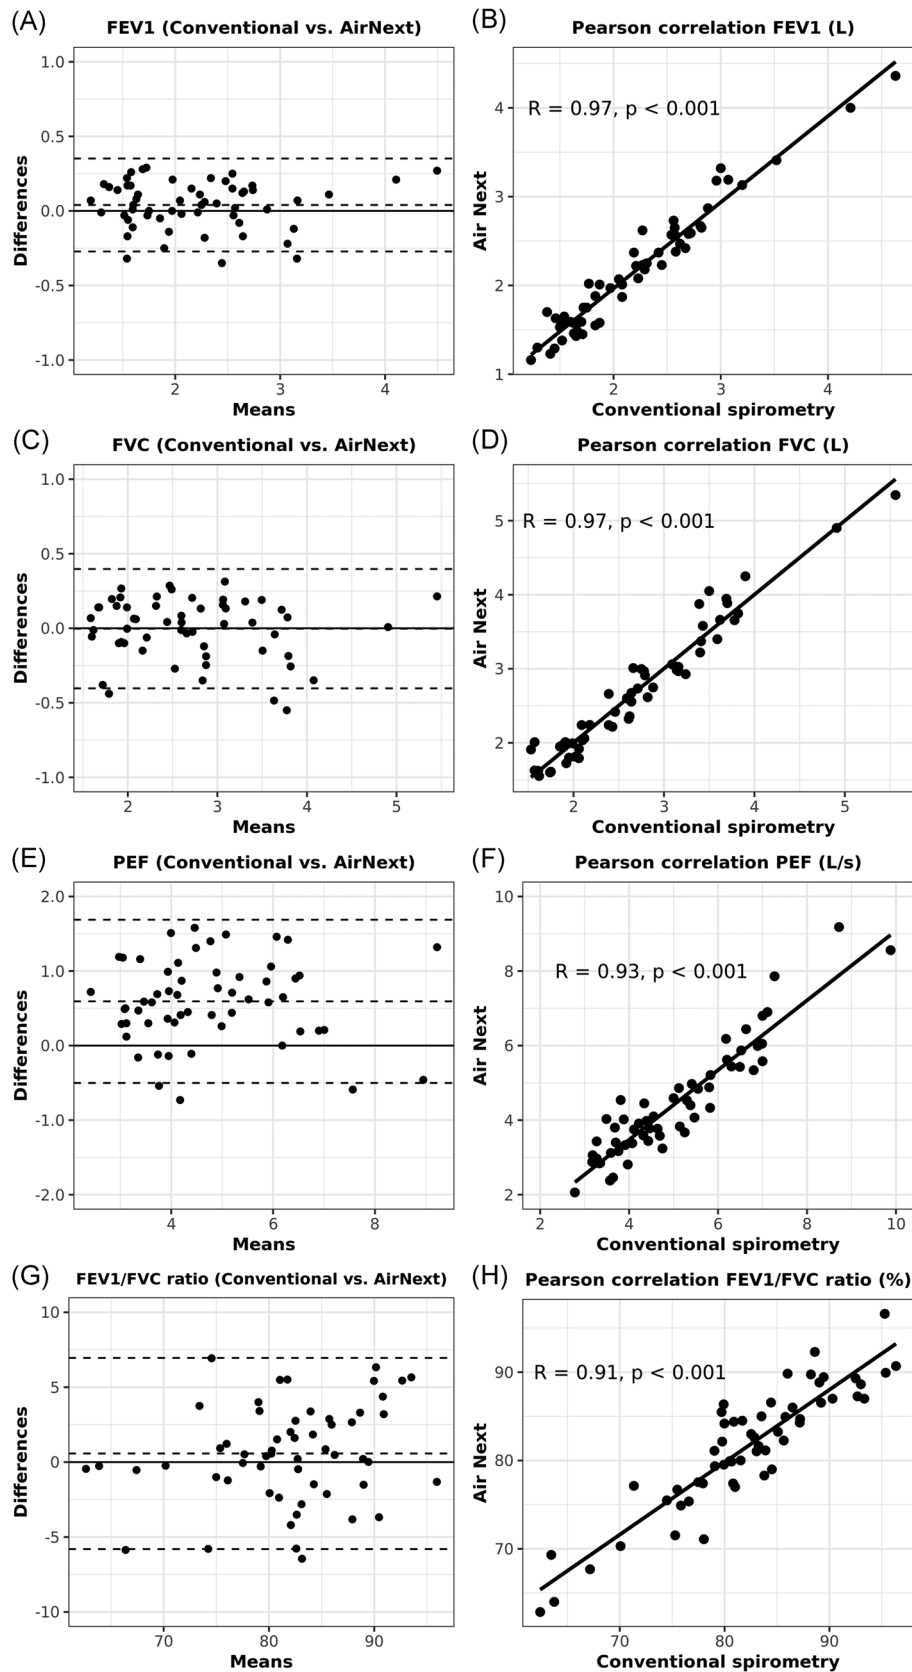 (A)
FEV1 (Conventional vs. AirNext)
1.0
0.5
0.0
-0.5
-1.0
Differences
2 3 4
Means
(B)
Pearson correlation FEV1 (L)
R = 0.97, p < 0.001
4
3
2
1
Air Next
2 3 4
Conventional spirometry
(C)
FVC (Conventional vs. AirNext)
1.0
0.5
0.0
-0.5
-1.0
Differences
2 3 4 5
Means
(D)
Pearson correlation FVC (L)
R = 0.97, p < 0.001
5
4
3
2
Air Next
2 3 4 5
Conventional spirometry
(E)
PEF (Conventional vs. AirNext)
2.0
1.0
0.0
-1.0
-2.0
Differences
4 6 8
Means
(F)
Pearson correlation PEF (L/s)
R = 0.93, p < 0.001
10
8
6
4
2
Air Next
2 4 6 8 10
Conventional spirometry
(G)
FEV1/FVC ratio (Conventional vs. AirNext)
10
5
0
-5
-10
Differences
70 80 90
Means
(H)
Pearson correlation FEV1/FVC ratio (%)
R = 0.91, p < 0.001
90
80
70
Air Next
70 80 90
Conventional spirometry